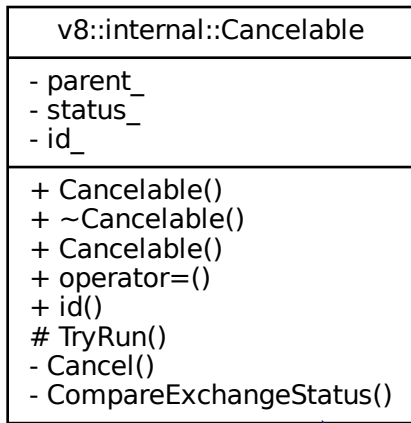 v8::internal::Cancelable
- parent_
- status_
- id_
+ Cancelable()
+ ~Cancelable()
+ Cancelable()
+ operator=()
+ id()
# TryRun()
- Cancel()
- CompareExchangeStatus()